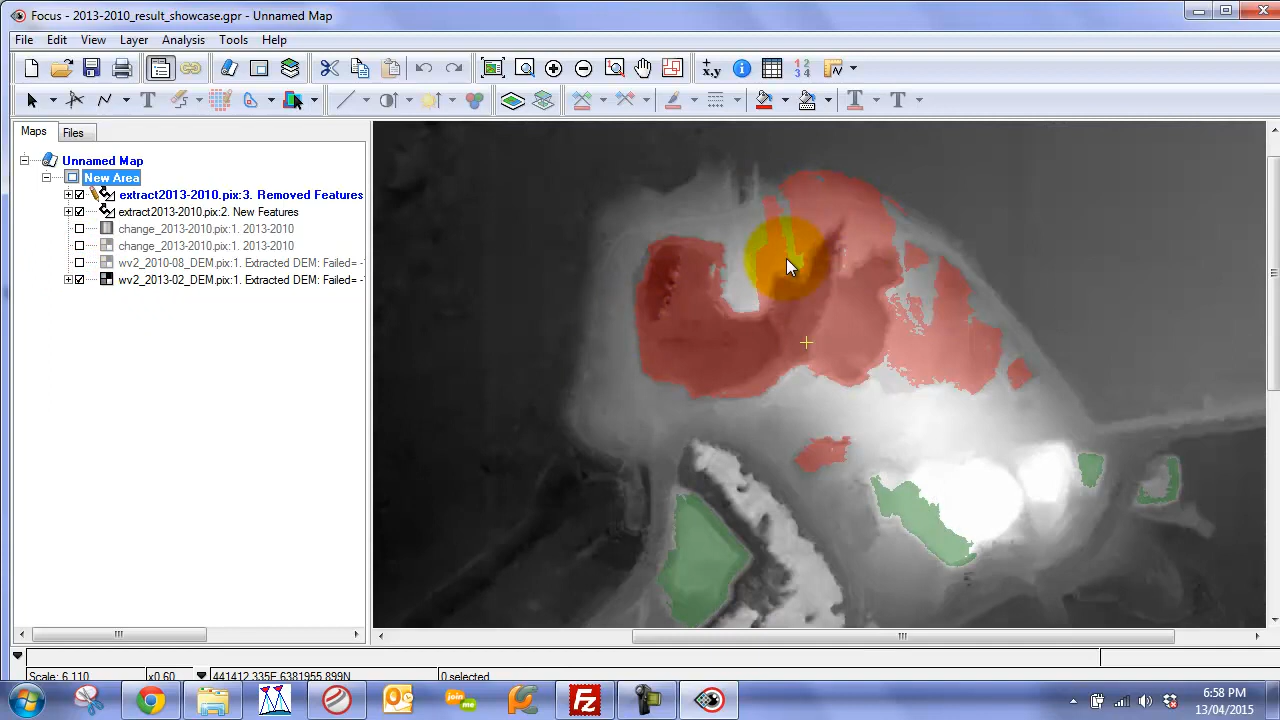 Focus - 2013-2010_result_showcase.gpr - Unnamed Map
File Edit View Layer Analysis Tools Help
Maps Files
Unnamed Map
New Area
extract2013-2010.pix:3. Removed Features
extract2013-2010.pix:2. New Features
change_2013-2010.pix:1. 2013-2010
change_2013-2010.pix:1. 2013-2010
wv2_2010-08_DEM.pix:1. Extracted DEM: Failed= -
wv2_2013-02_DEM.pix:1. Extracted DEM: Failed= -
Scale: 6,110 x0.60 441412.335E 6381955.899N 0 selected
6:58 PM
13/04/2015